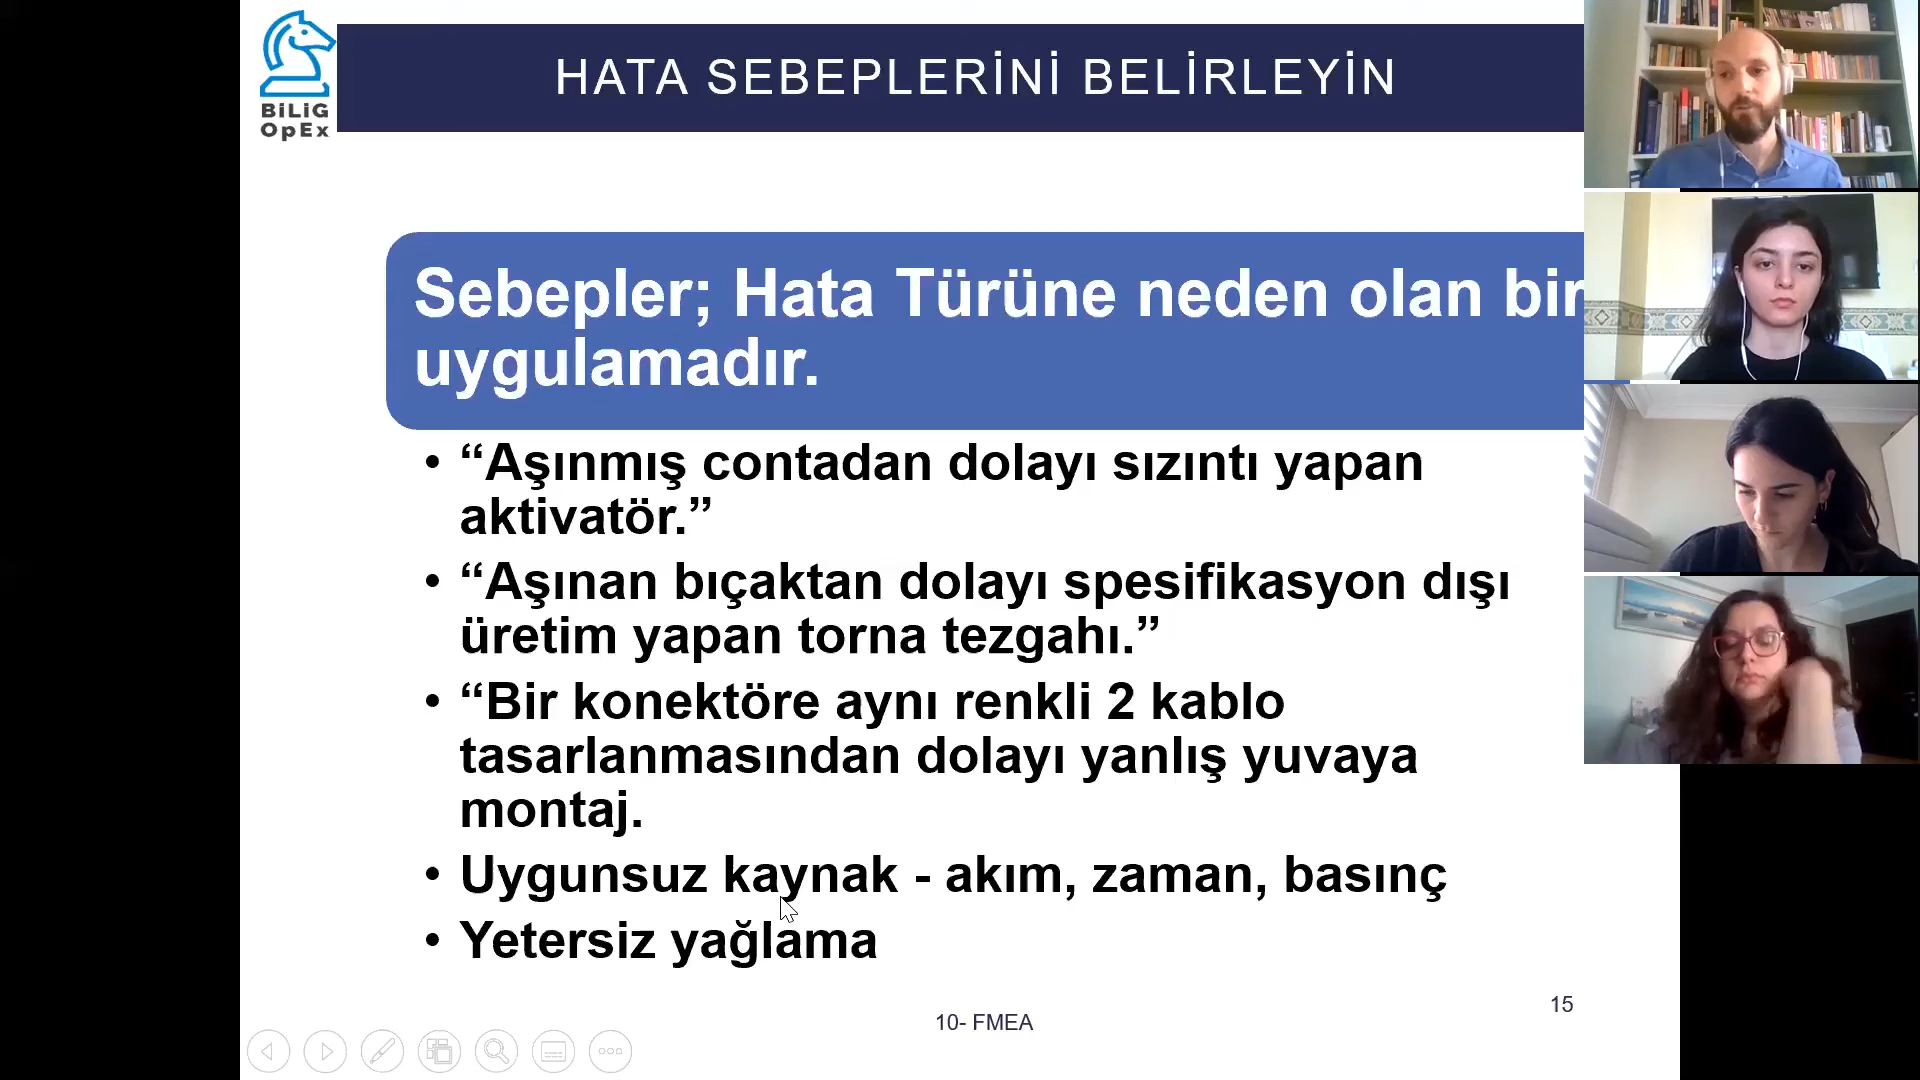 BiLiG
OpEx
HATA SEBEPLERİNİ BELİRLEYİN
Sebepler; Hata Türüne neden olan bir
uygulamadır.
• “Aşınmış contadan dolayı sızıntı yapan
aktivatör.”
• “Aşınan bıçaktan dolayı spesifikasyon dışı
üretim yapan torna tezgahı.”
• “Bir konektöre aynı renkli 2 kablo
tasarlanmasından dolayı yanlış yuvaya
montaj.
• Uygunsuz kaynak - akım, zaman, basınç
• Yetersiz yağlama
15
10- FMEA